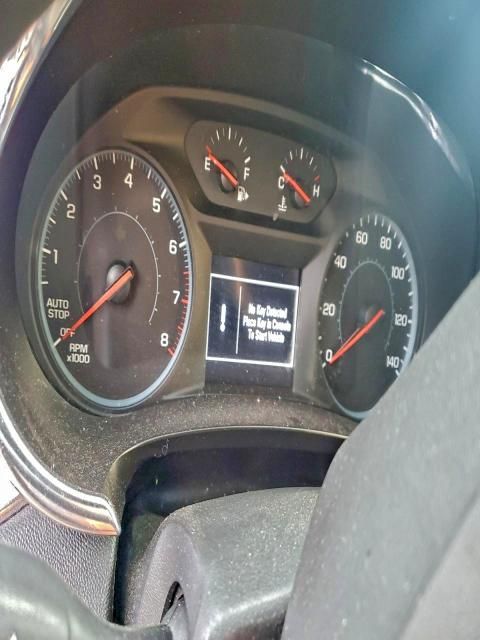 E F
C H
1
2
3
4
5
6
7
8
AUTO
STOP
OFF
RPM
x1000
!
No Key Detected
Place Key in Console
To Start Vehicle
0
20
40
60
80
100
120
140